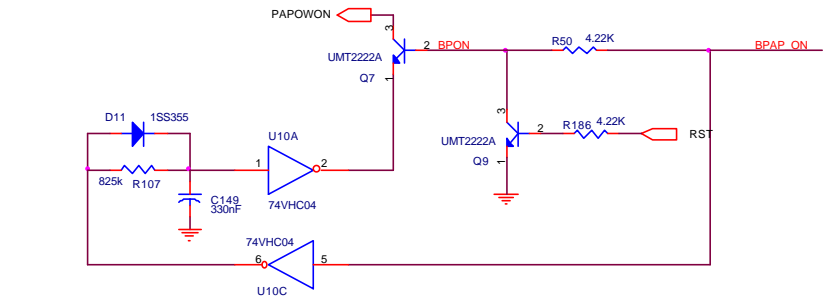 PAPOWON
3
2
BPON
R50
4.22K
BPAP_ON
UMT2222A
Q7
1
D11
1SS355
3
UMT2222A
2
R186
4.22K
RST
Q9
1
U10A
1
2
825k
R107
C149
330nF
74VHC04
74VHC04
6
5
U10C